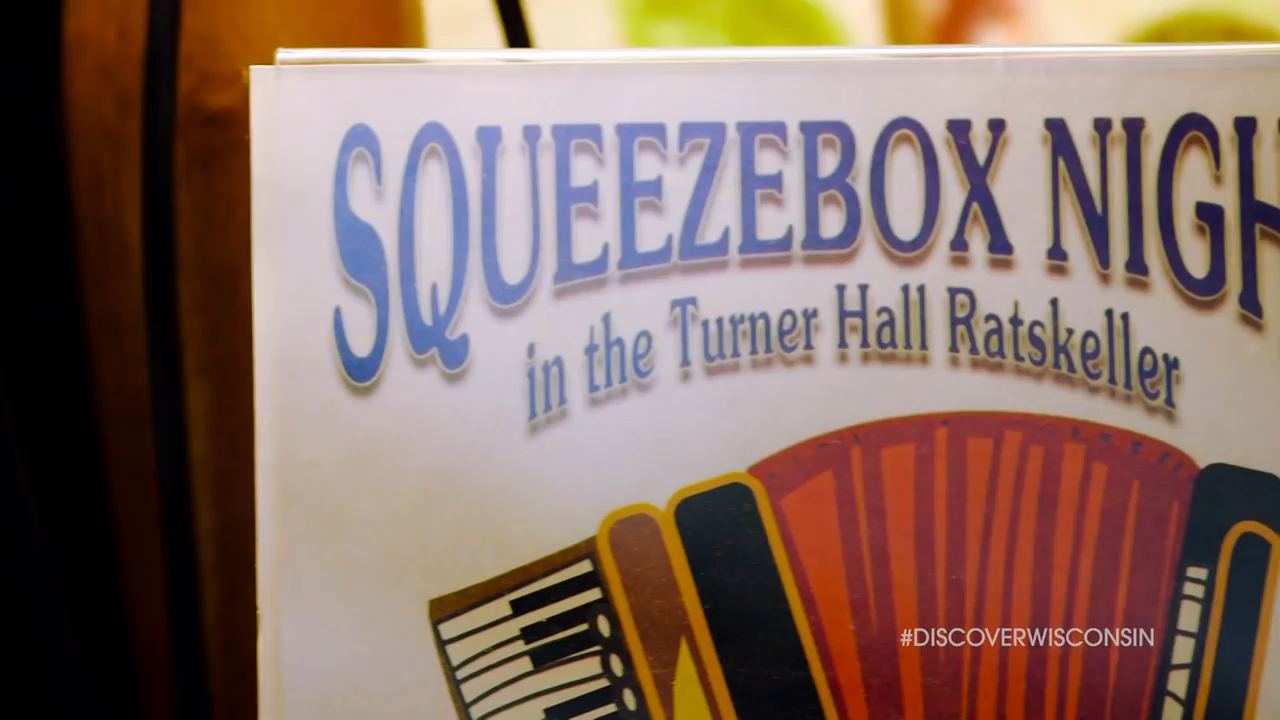 SQUEEZEBOX NIGH
in the Turner Hall Ratskeller
#DISCOVERWISCONSIN